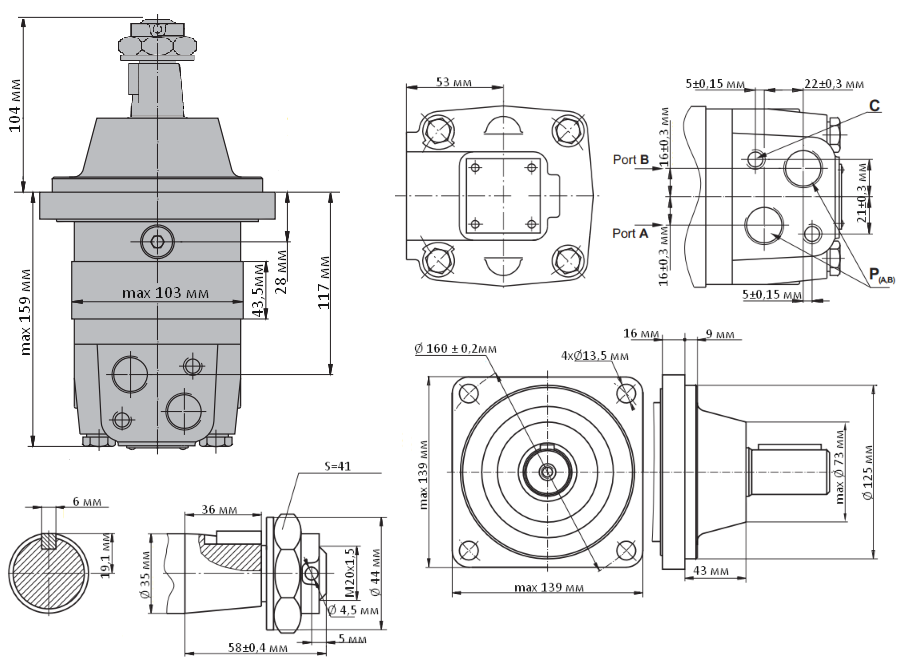 104 мм
max 159 мм
max 103 мм
43,5мм
28 мм
117 мм
53 мм
5±0,15 мм
22±0,3 мм
C
Port B
16±0,3 мм
Port A
16±0,3 мм
21±0,3 мм
P(A,B)
5±0,15 мм
Ø 160 ± 0,2мм
4xØ13,5 мм
16 мм
9 мм
max 139 мм
max 139 мм
max Ø 73 мм
Ø 125 мм
43 мм
S=41
6 мм
19,1 мм
36 мм
Ø 35 мм
M20x1,5
Ø 44 мм
Ø 4,5 мм
5 мм
58±0,4 мм